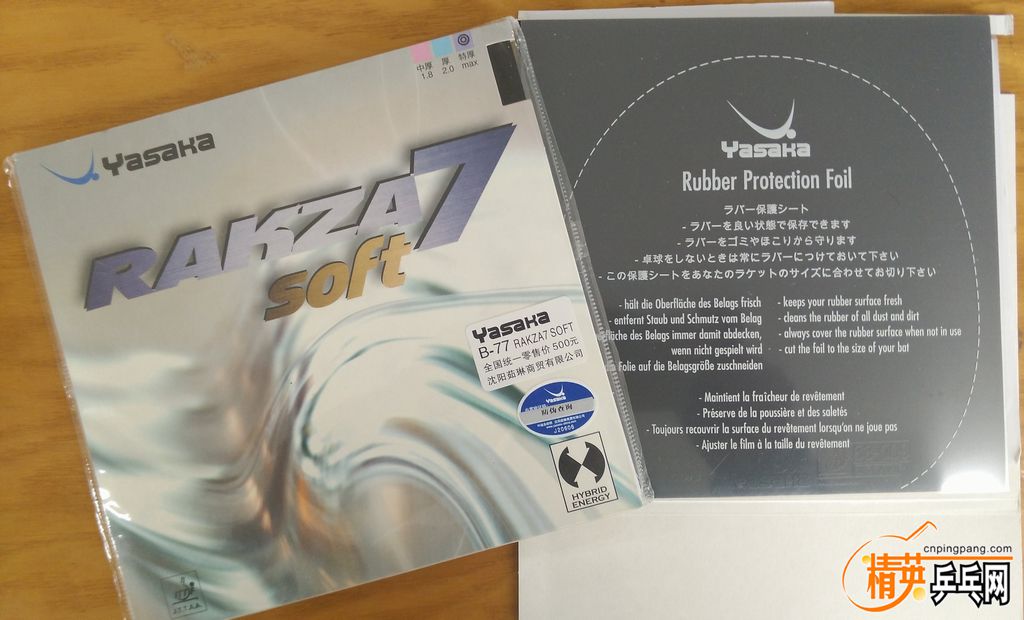 中厚 厚 特厚
1.8 2.0 max
Yasaka
RAKZA7
soft
Yasaka
B-77 RAKZA7 SOFT
全国统一零售价 500元
沈阳茹琳商贸有限公司
Yasaka
防伪查询
J20606
HYBRID
ENERGY
J.T.T.A.A.
Yasaka
Rubber Protection Foil
ラバー保護シート
- ラバーを良い状態で保存できます
- ラバーをゴミやほこりから守ります
- 卓球をしないときは常にラバーにつけておいて下さい
- この保護シートをあなたのラケットのサイズに合わせてお切り下さい
- hält die Oberfläche des Belags frisch
- entfernt Staub und Schmutz vom Belag
fläche des Belags immer damit abdecken,
wenn nicht gespielt wird
Folie auf die Belagsgröße zuschneiden
- keeps your rubber surface fresh
- cleans the rubber of all dust and dirt
- always cover the rubber surface when not in use
- cut the foil to the size of your bat
- Maintient la fraîcheur de revêtement
- Préserve de la poussière et des saletés
- Toujours recouvrir la surface du revêtement lorsqu'on ne joue pas
- Ajuster le film à la taille du revêtement
cnpingpang.com
精英乒乓网